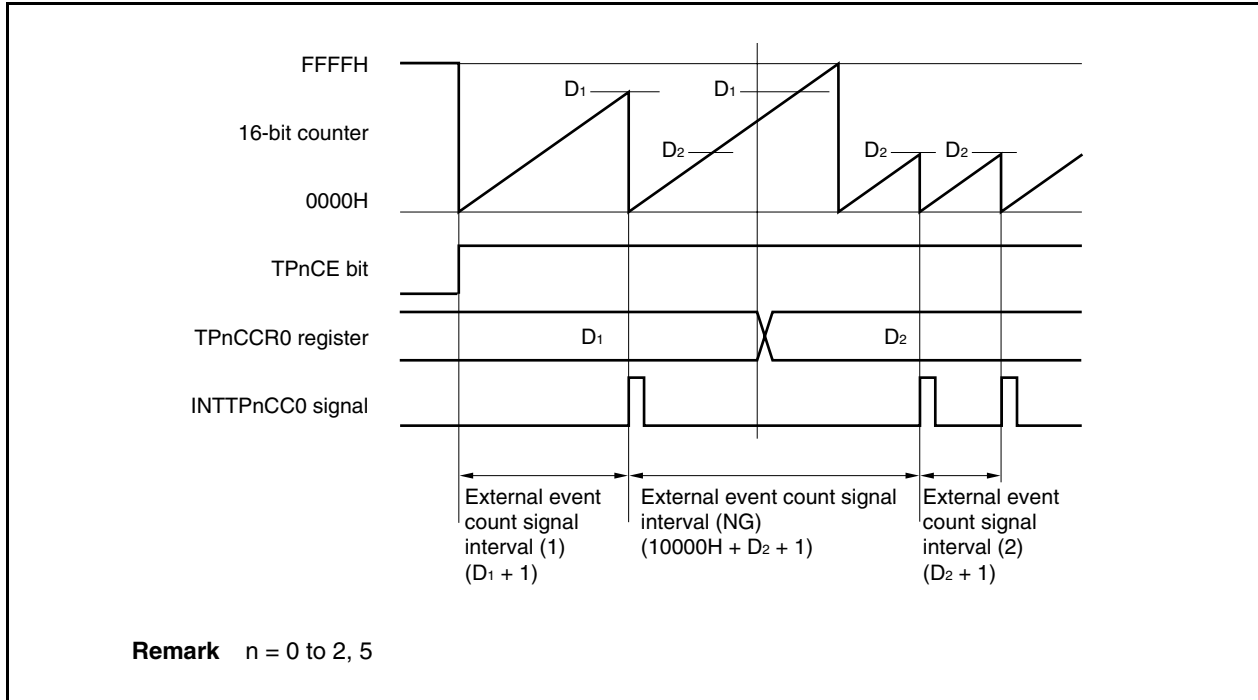 FFFFH
D1
D1
16-bit counter
D2
D2
D2
0000H
TPnCE bit
TPnCCR0 register
D1
D2
INTTPnCC0 signal
External event
count signal
interval (1)
(D1 + 1)
External event count signal
interval (NG)
(10000H + D2 + 1)
External event
count signal
interval (2)
(D2 + 1)
Remark n = 0 to 2, 5